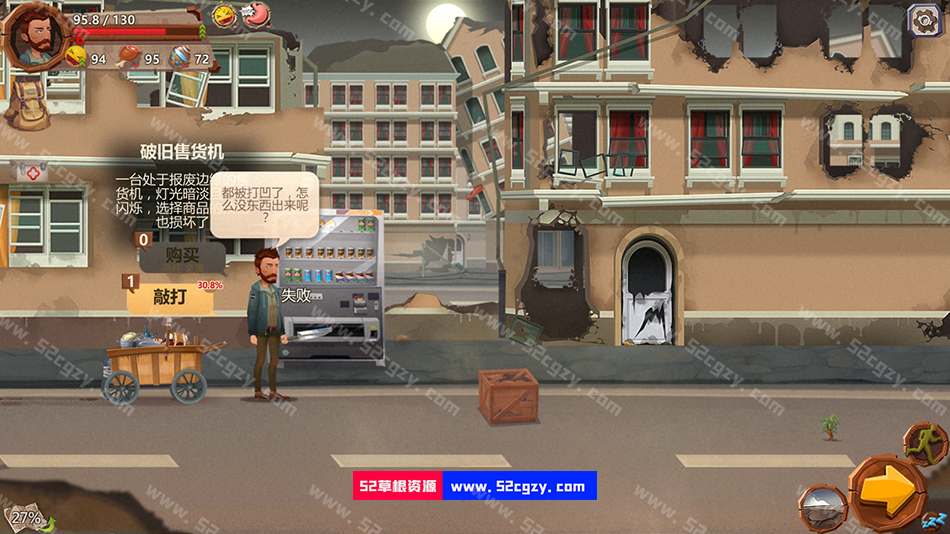 95.8 / 130
94
95
72
破旧售货机
一台处于报废边
货机，灯光暗淡
闪烁，选择商品
也损坏了
都被打凹了，怎
么没东西出来呢
？
0
购买
1
30.8%
敲打
失败...
52草根资源
www. 52cgzy. com
27%
www.52cgzy.com